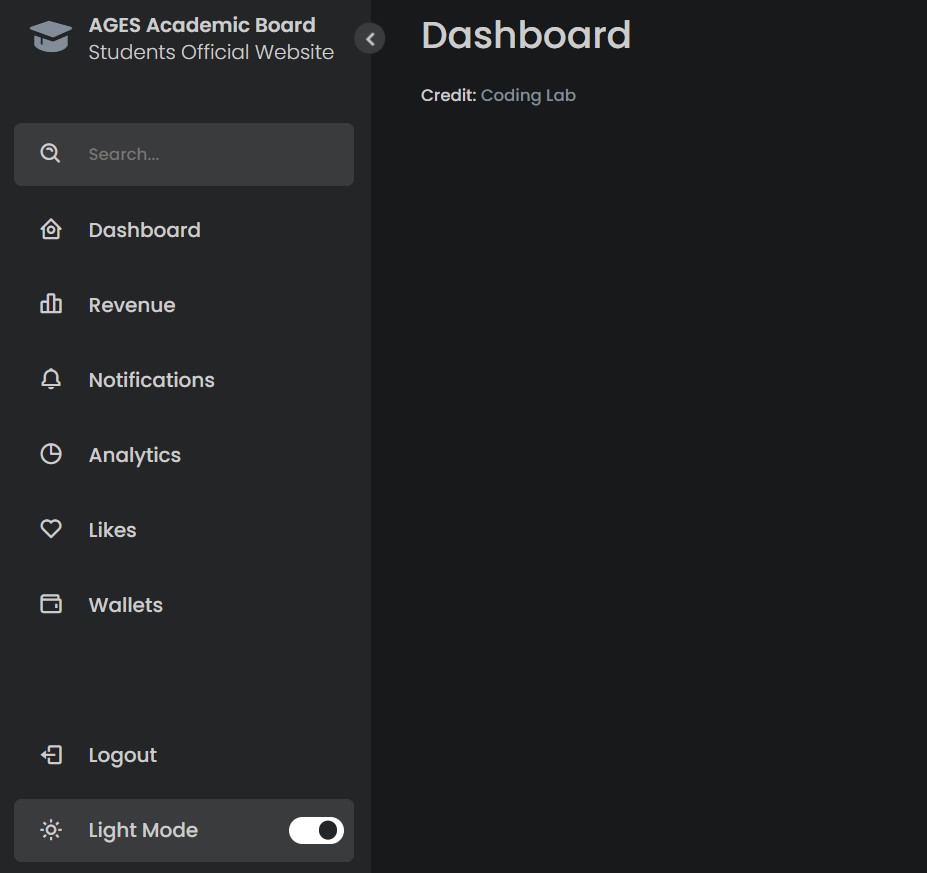 AGES Academic Board
Students Official Website
Search...
Dashboard
Revenue
Notifications
Analytics
Likes
Wallets
Logout
Light Mode
Dashboard
Credit: Coding Lab